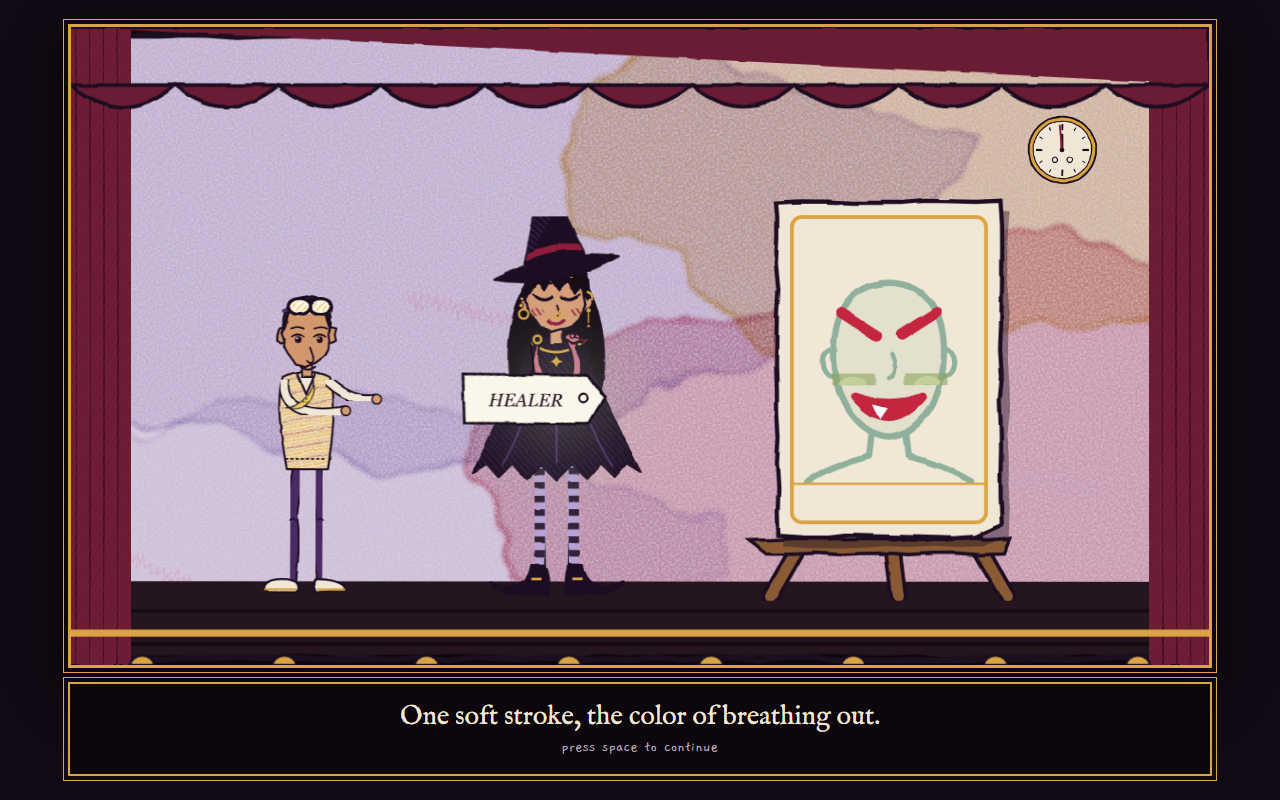 HEALER
One soft stroke, the color of breathing out.
press space to continue